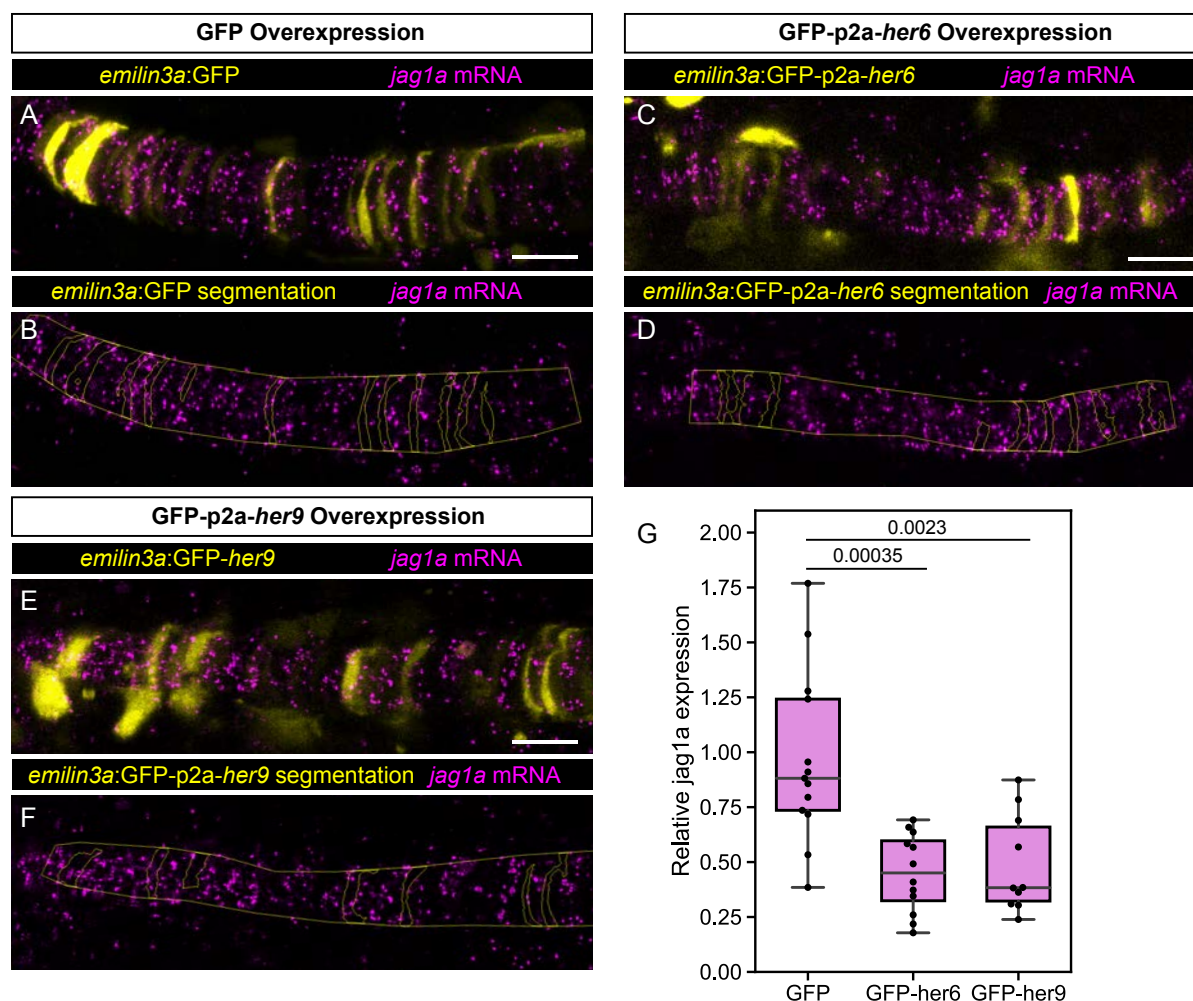 GFP Overexpression
emilin3a:GFP jag1a mRNA
A
emilin3a:GFP segmentation jag1a mRNA
B
GFP-p2a-her6 Overexpression
emilin3a:GFP-p2a-her6 jag1a mRNA
C
emilin3a:GFP-p2a-her6 segmentation jag1a mRNA
D
GFP-p2a-her9 Overexpression
emilin3a:GFP-her9 jag1a mRNA
E
emilin3a:GFP-p2a-her9 segmentation jag1a mRNA
F
G
0.0023
0.00035
Relative jag1a expression
2.00
1.75
1.50
1.25
1.00
0.75
0.50
0.25
0.00
GFP GFP-her6 GFP-her9